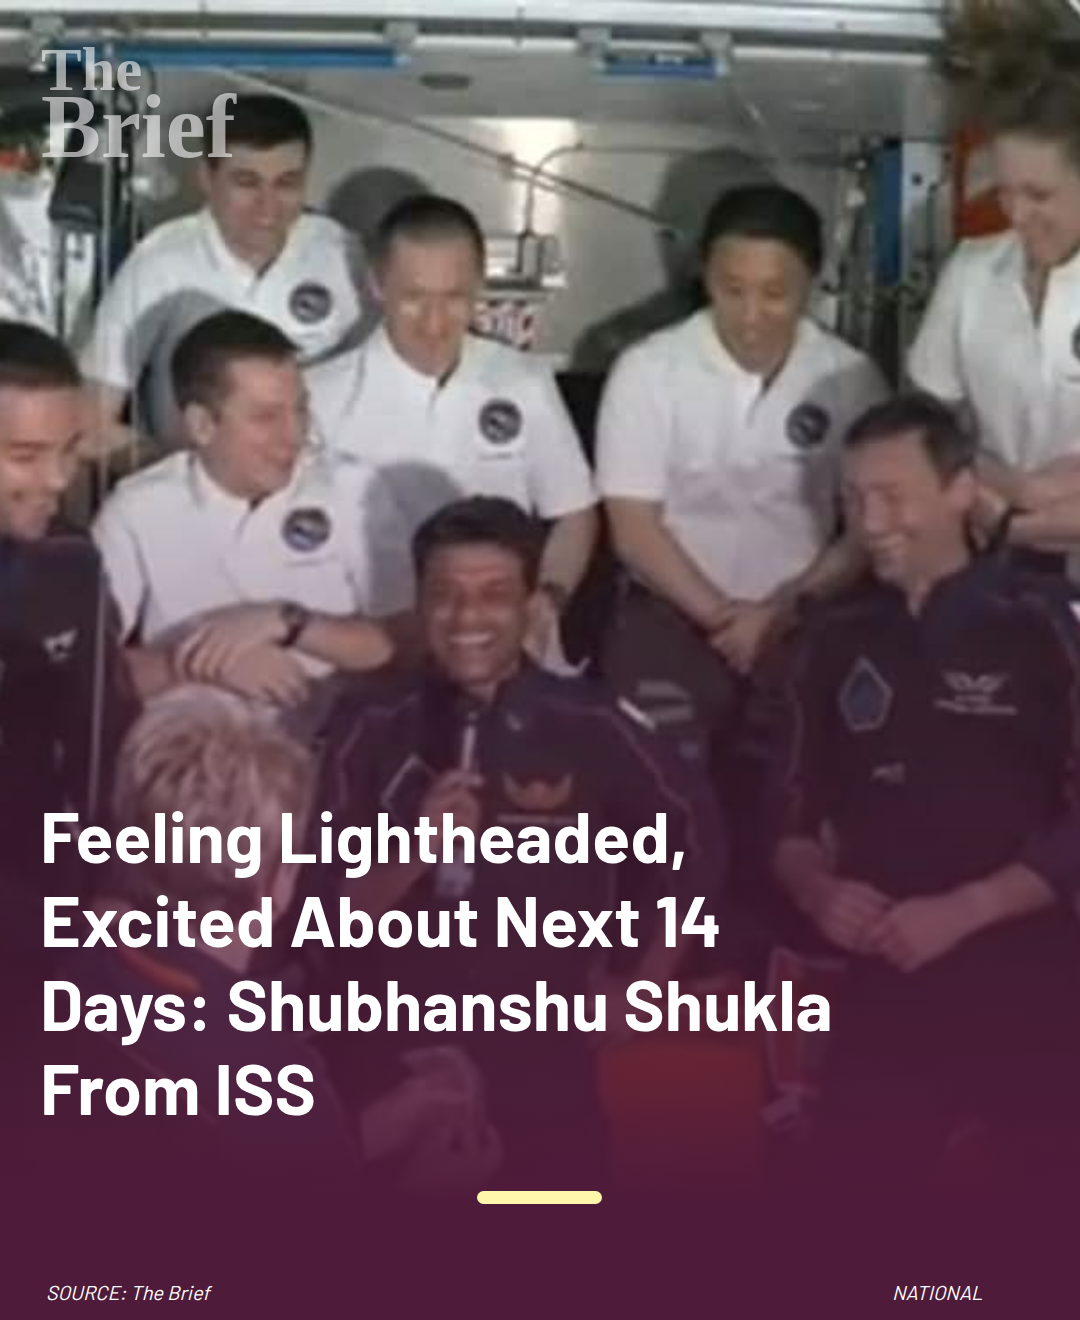 The
Brief
Feeling Lightheaded,
Excited About Next 14
Days: Shubhanshu Shukla
From ISS
SOURCE: The Brief
NATIONAL